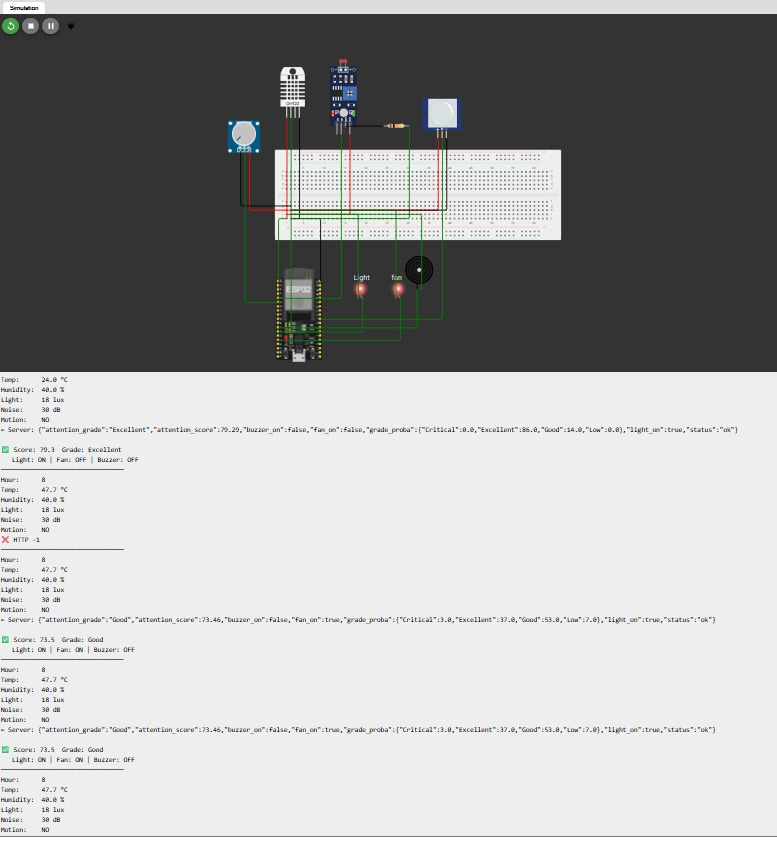 Simulation
DHT22
Light
fan
ESP32
Temp: 24.0 °C
Humidity: 40.0 %
Light: 18 lux
Noise: 30 dB
Motion: NO
← Server: {"attention_grade":"Excellent","attention_score":79.29,"buzzer_on":false,"fan_on":false,"grade_proba":{"Critical":0.0,"Excellent":86.0,"Good":14.0,"Low":0.0},"light_on":true,"status":"ok"}
✅ Score: 79.3 Grade: Excellent
Light: ON | Fan: OFF | Buzzer: OFF
Hour: 8
Temp: 47.7 °C
Humidity: 40.0 %
Light: 18 lux
Noise: 30 dB
Motion: NO
❌ HTTP -1
Hour: 8
Temp: 47.7 °C
Humidity: 40.0 %
Light: 18 lux
Noise: 30 dB
Motion: NO
← Server: {"attention_grade":"Good","attention_score":73.46,"buzzer_on":false,"fan_on":true,"grade_proba":{"Critical":3.0,"Excellent":37.0,"Good":53.0,"Low":7.0},"light_on":true,"status":"ok"}
✅ Score: 73.5 Grade: Good
Light: ON | Fan: ON | Buzzer: OFF
Hour: 8
Temp: 47.7 °C
Humidity: 40.0 %
Light: 18 lux
Noise: 30 dB
Motion: NO
← Server: {"attention_grade":"Good","attention_score":73.46,"buzzer_on":false,"fan_on":true,"grade_proba":{"Critical":3.0,"Excellent":37.0,"Good":53.0,"Low":7.0},"light_on":true,"status":"ok"}
✅ Score: 73.5 Grade: Good
Light: ON | Fan: ON | Buzzer: OFF
Hour: 8
Temp: 47.7 °C
Humidity: 40.0 %
Light: 18 lux
Noise: 30 dB
Motion: NO